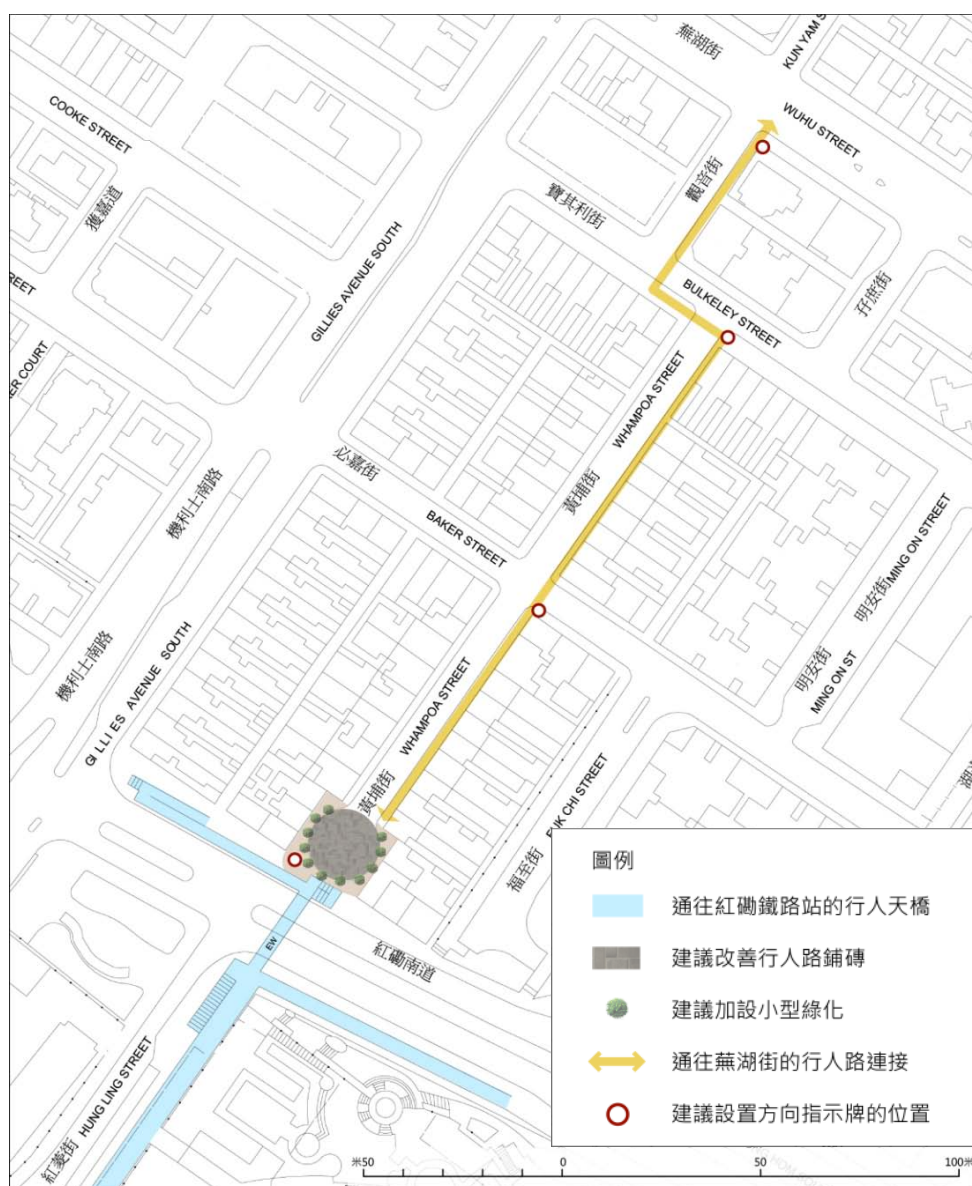 蕪湖街
KUN YAM S
COOKE STREET
WUHU STREET
觀音街
獲嘉道
寶其利街
REET
GILLIES AVENUE SOUTH
BULKELEY STREET
孖庶街
ER COURT
WHAMPOA STREET
必嘉街
黃埔街
機利士南路
BAKER STREET
MING ON STREET
明安街
機利士南路
GILLIES AVENUE SOUTH
明安街
MING ON ST
WHAMPOA STREET
黃埔街
FUK CHI STREET
福至街
EW
紅磡南道
HUNG LING STREET
紅菱街
圖例
通往紅磡鐵路站的行人天橋
建議改善行人路鋪磚
建議加設小型綠化
通往蕪湖街的行人路連接
建議設置方向指示牌的位置
米50 0 50 100米